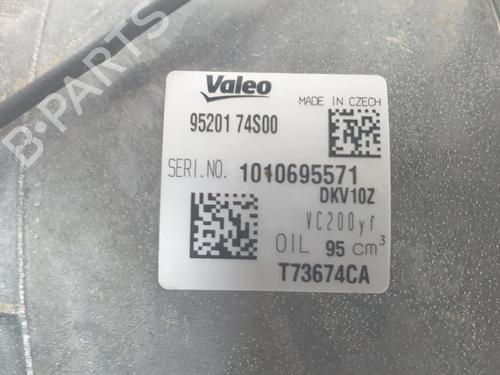 B-PARTS
Valeo
MADE IN CZECH
95201 74S00
SERI.NO. 1010695571
DKV10Z
VC200yf
OIL 95 cm³
T73674CA